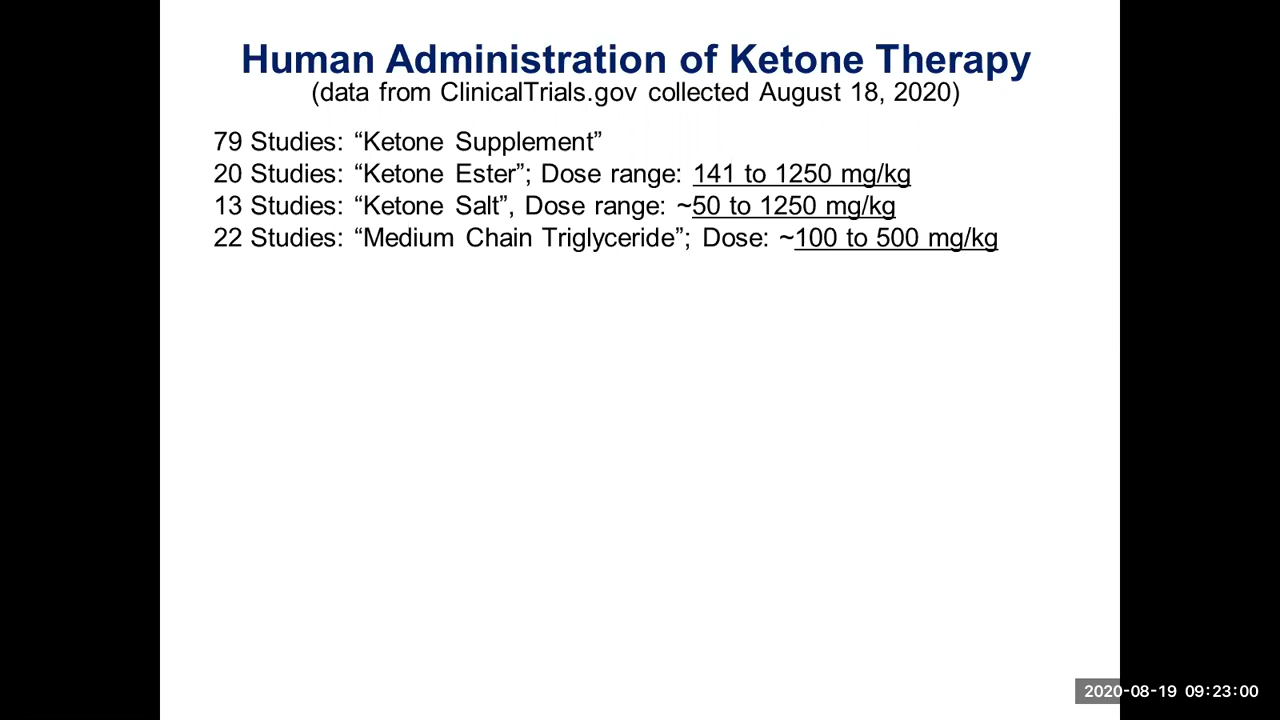 Human Administration of Ketone Therapy
(data from ClinicalTrials.gov collected August 18, 2020)
79 Studies: “Ketone Supplement”
20 Studies: “Ketone Ester”; Dose range: 141 to 1250 mg/kg
13 Studies: “Ketone Salt”, Dose range: ~50 to 1250 mg/kg
22 Studies: “Medium Chain Triglyceride”; Dose: ~100 to 500 mg/kg
2020-08-19 09:23:00